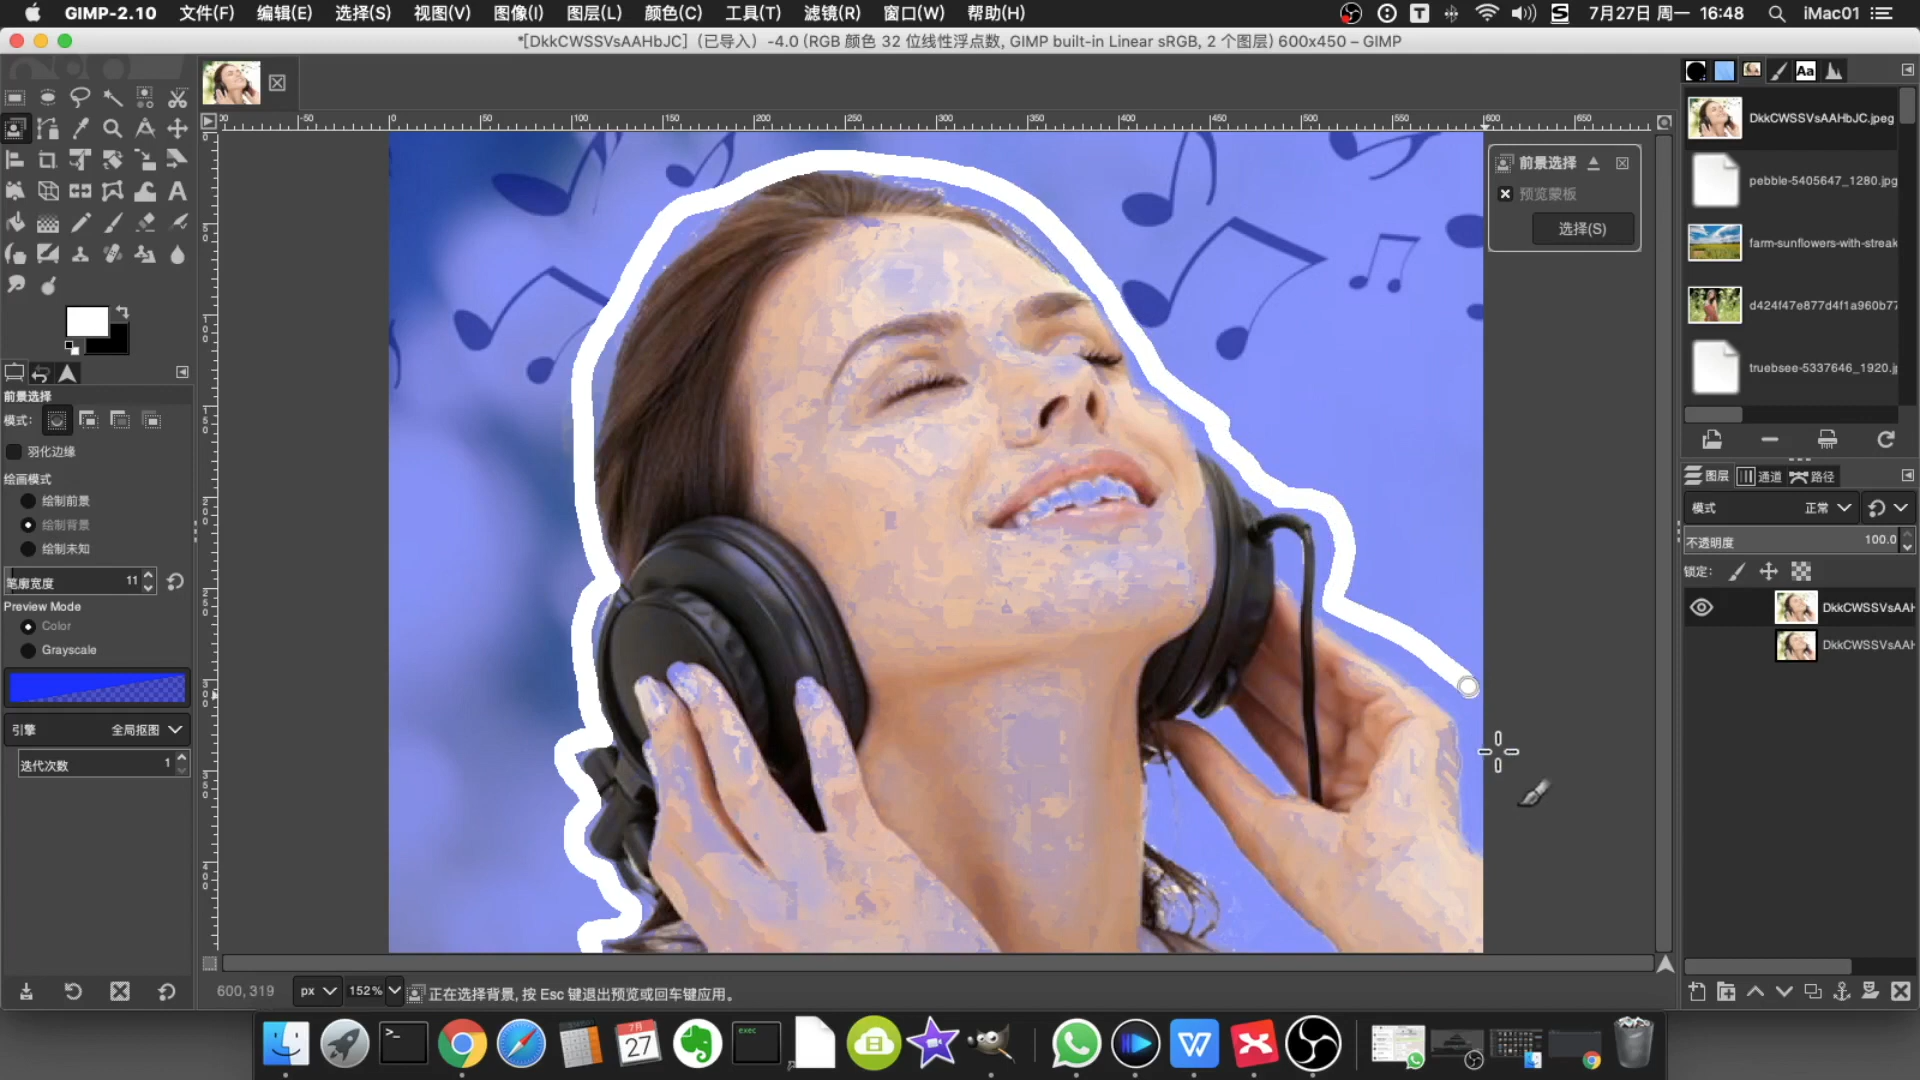 GIMP-2.10 文件(F) 编辑(E) 选择(S) 视图(V) 图像(I) 图层(L) 颜色(C) 工具(T) 滤镜(R) 窗口(W) 帮助(H) 7月27日 周一 16:48 iMac01
*[DkkCWSSVsAAHbJC]（已导入）-4.0 (RGB 颜色 32 位线性浮点数, GIMP built-in Linear sRGB, 2 个图层) 600x450 – GIMP
前景选择
预览蒙板
选择(S)
前景选择
模式:
羽化边缘
绘画模式
绘制前景
绘制背景
绘制未知
笔廓宽度 11
Preview Mode
Color
Grayscale
引擎 全局抠图
迭代次数 1
DkkCWSSVsAAHbJC.jpeg
pebble-5405647_1280.jpg
farm-sunflowers-with-streak
d424f47e877d4f1a960b77
truebsee-5337646_1920.j
图层 通道 路径
模式 正常
不透明度 100.0
锁定:
DkkCWSSVsAAH
DkkCWSSVsAAH
600, 319 px 152% 正在选择背景, 按 Esc 键退出预览或回车键应用。
7月
27
exec